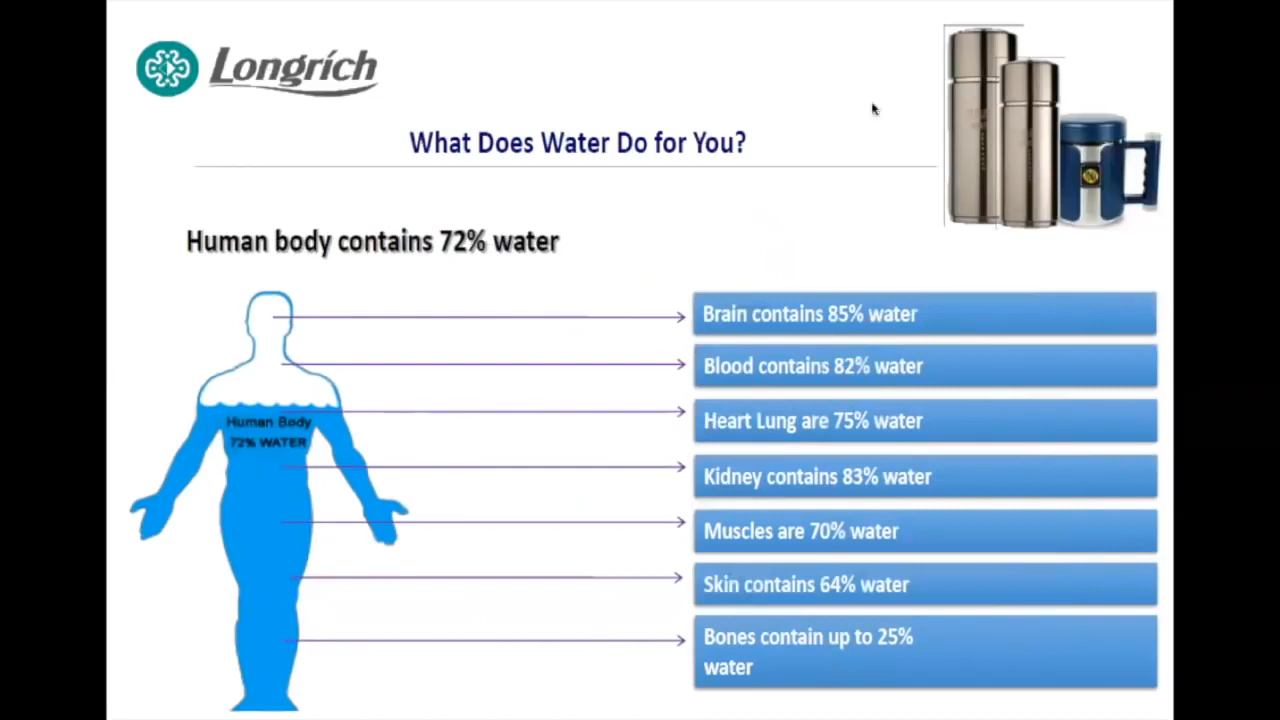 Longrích
What Does Water Do for You?
Human body contains 72% water
Human Body
72% WATER
Brain contains 85% water
Blood contains 82% water
Heart Lung are 75% water
Kidney contains 83% water
Muscles are 70% water
Skin contains 64% water
Bones contain up to 25%
water